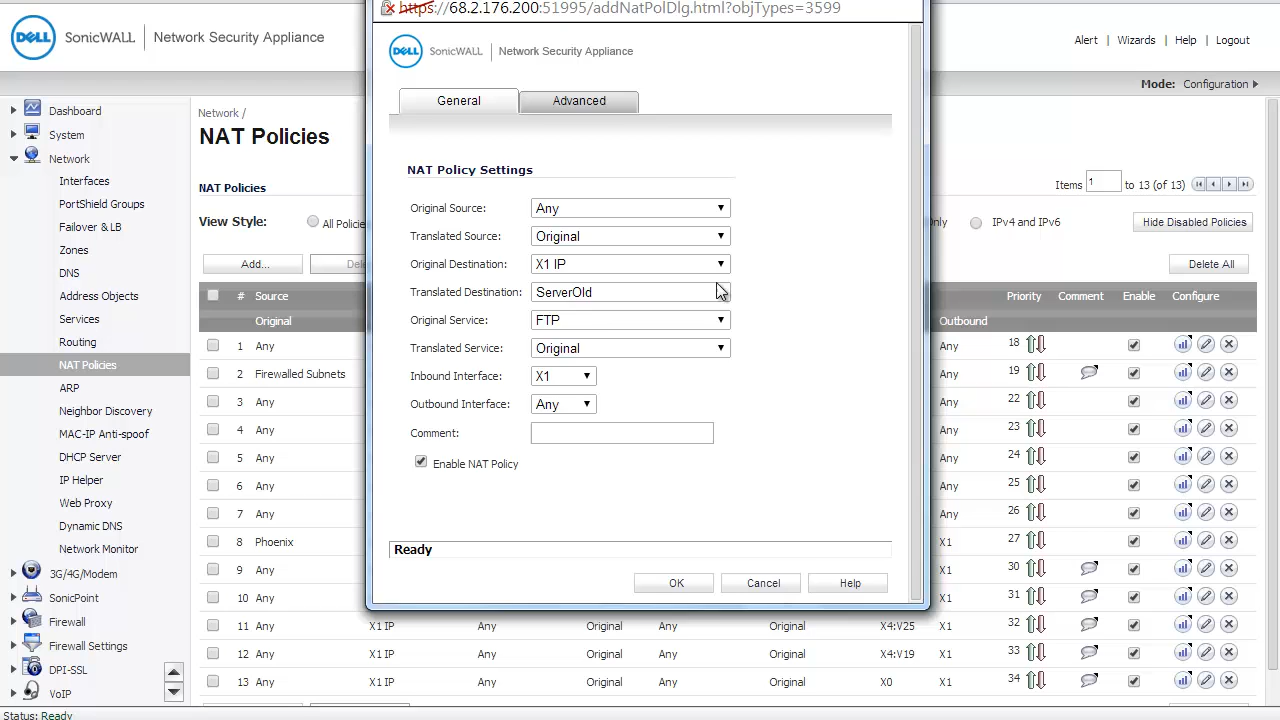 https://68.2.176.200:51995/addNatPolDlg.html?objTypes=3599
DELL SonicWALL | Network Security Appliance
Alert | Wizards | Help | Logout
Mode: Configuration
DELL SonicWALL | Network Security Appliance
General Advanced
NAT Policy Settings
Original Source: Any
Translated Source: Original
Original Destination: X1 IP
Translated Destination: ServerOld
Original Service: FTP
Translated Service: Original
Inbound Interface: X1
Outbound Interface: Any
Comment:
Enable NAT Policy
Ready
OK Cancel Help
Dashboard
System
Network
Interfaces
PortShield Groups
Failover & LB
Zones
DNS
Address Objects
Services
Routing
NAT Policies
ARP
Neighbor Discovery
MAC-IP Anti-spoof
DHCP Server
IP Helper
Web Proxy
Dynamic DNS
Network Monitor
3G/4G/Modem
SonicPoint
Firewall
Firewall Settings
DPI-SSL
VoIP
Network /
NAT Policies
NAT Policies
Items 1 to 13 (of 13)
View Style: All Policie nly IPv4 and IPv6 Hide Disabled Policies
Add... Del Delete All
# Source Priority Comment Enable Configure
Original Outbound
1 Any Any 18
2 Firewalled Subnets Any 19
3 Any Any 22
4 Any Any 23
5 Any Any 24
6 Any Any 25
7 Any Any 26
8 Phoenix X1 27
9 Any X1 30
10 Any X1 31
11 Any X1 IP Any Original Any Original X4:V25 X1 32
12 Any X1 IP Any Original Any Original X4:V19 X1 33
13 Any X1 IP Any Original Any Original X0 X1 34
Status: Ready